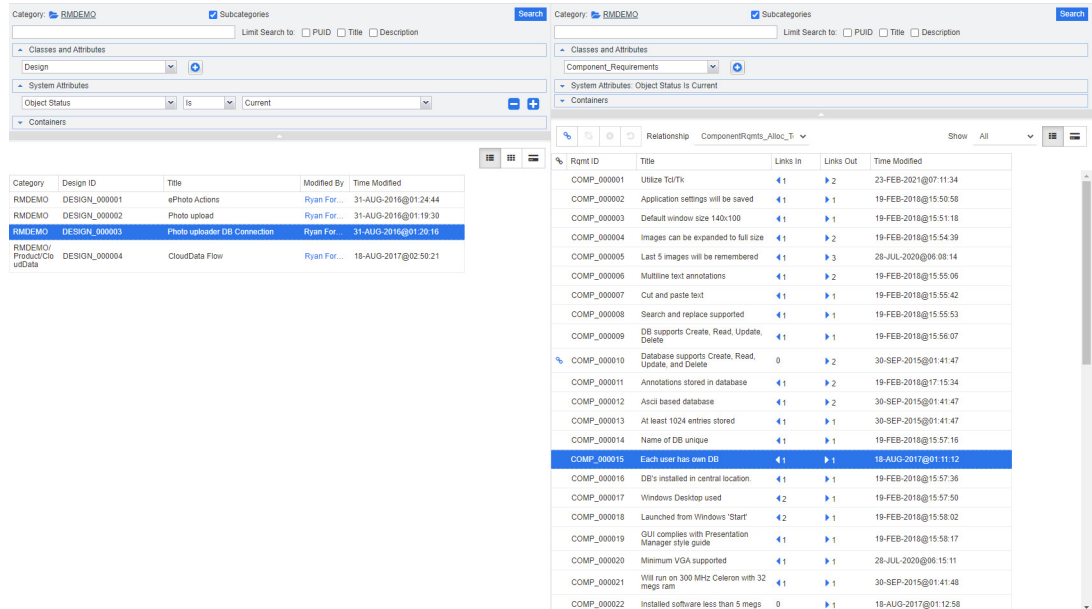 Category: RMDEMO Subcategories Search
Limit Search to: PUID Title Description
Classes and Attributes
Design
System Attributes
Object Status Is Current
Containers
Category Design ID Title Modified By Time Modified
RMDEMO DESIGN_000001 ePhoto Actions Ryan For... 31-AUG-2016@01:24:44
RMDEMO DESIGN_000002 Photo upload Ryan For... 31-AUG-2016@01:19:30
RMDEMO DESIGN_000003 Photo uploader DB Connection Ryan For... 31-AUG-2016@01:20:16
RMDEMO/
Product/Clo
udData
DESIGN_000004 CloudData Flow Ryan For... 18-AUG-2017@02:50:21
Category: RMDEMO Subcategories Search
Limit Search to: PUID Title Description
Classes and Attributes
Component_Requirements
System Attributes: Object Status Is Current
Containers
Relationship ComponentRqmts_Alloc_T Show All
Rqmt ID Title Links In Links Out Time Modified
COMP_000001 Utilize Tcl/Tk 1 2 23-FEB-2021@07:11:34
COMP_000002 Application settings will be saved 1 1 19-FEB-2018@15:50:58
COMP_000003 Default window size 140x100 1 1 19-FEB-2018@15:51:18
COMP_000004 Images can be expanded to full size 1 2 19-FEB-2018@15:54:39
COMP_000005 Last 5 images will be remembered 1 3 28-JUL-2020@06:08:14
COMP_000006 Multiline text annotations 1 2 19-FEB-2018@15:55:06
COMP_000007 Cut and paste text 1 1 19-FEB-2018@15:55:42
COMP_000008 Search and replace supported 1 1 19-FEB-2018@15:55:53
COMP_000009 DB supports Create, Read, Update,
Delete 1 1 19-FEB-2018@15:56:07
COMP_000010 Database supports Create, Read,
Update, and Delete 0 2 30-SEP-2015@01:41:47
COMP_000011 Annotations stored in database 1 2 19-FEB-2018@17:15:34
COMP_000012 Ascii based database 1 2 30-SEP-2015@01:41:47
COMP_000013 At least 1024 entries stored 1 1 30-SEP-2015@01:41:47
COMP_000014 Name of DB unique 1 1 19-FEB-2018@15:57:16
COMP_000015 Each user has own DB 1 1 18-AUG-2017@01:11:12
COMP_000016 DB's installed in central location. 1 1 19-FEB-2018@15:57:36
COMP_000017 Windows Desktop used 2 1 19-FEB-2018@15:57:50
COMP_000018 Launched from Windows 'Start' 2 1 19-FEB-2018@15:58:02
COMP_000019 GUI complies with Presentation
Manager style guide 1 1 19-FEB-2018@15:58:17
COMP_000020 Minimum VGA supported 1 1 28-JUL-2020@06:15:11
COMP_000021 Will run on 300 MHz Celeron with 32
megs ram 1 1 30-SEP-2015@01:41:48
COMP_000022 Installed software less than 5 megs 0 1 18-AUG-2017@01:12:58